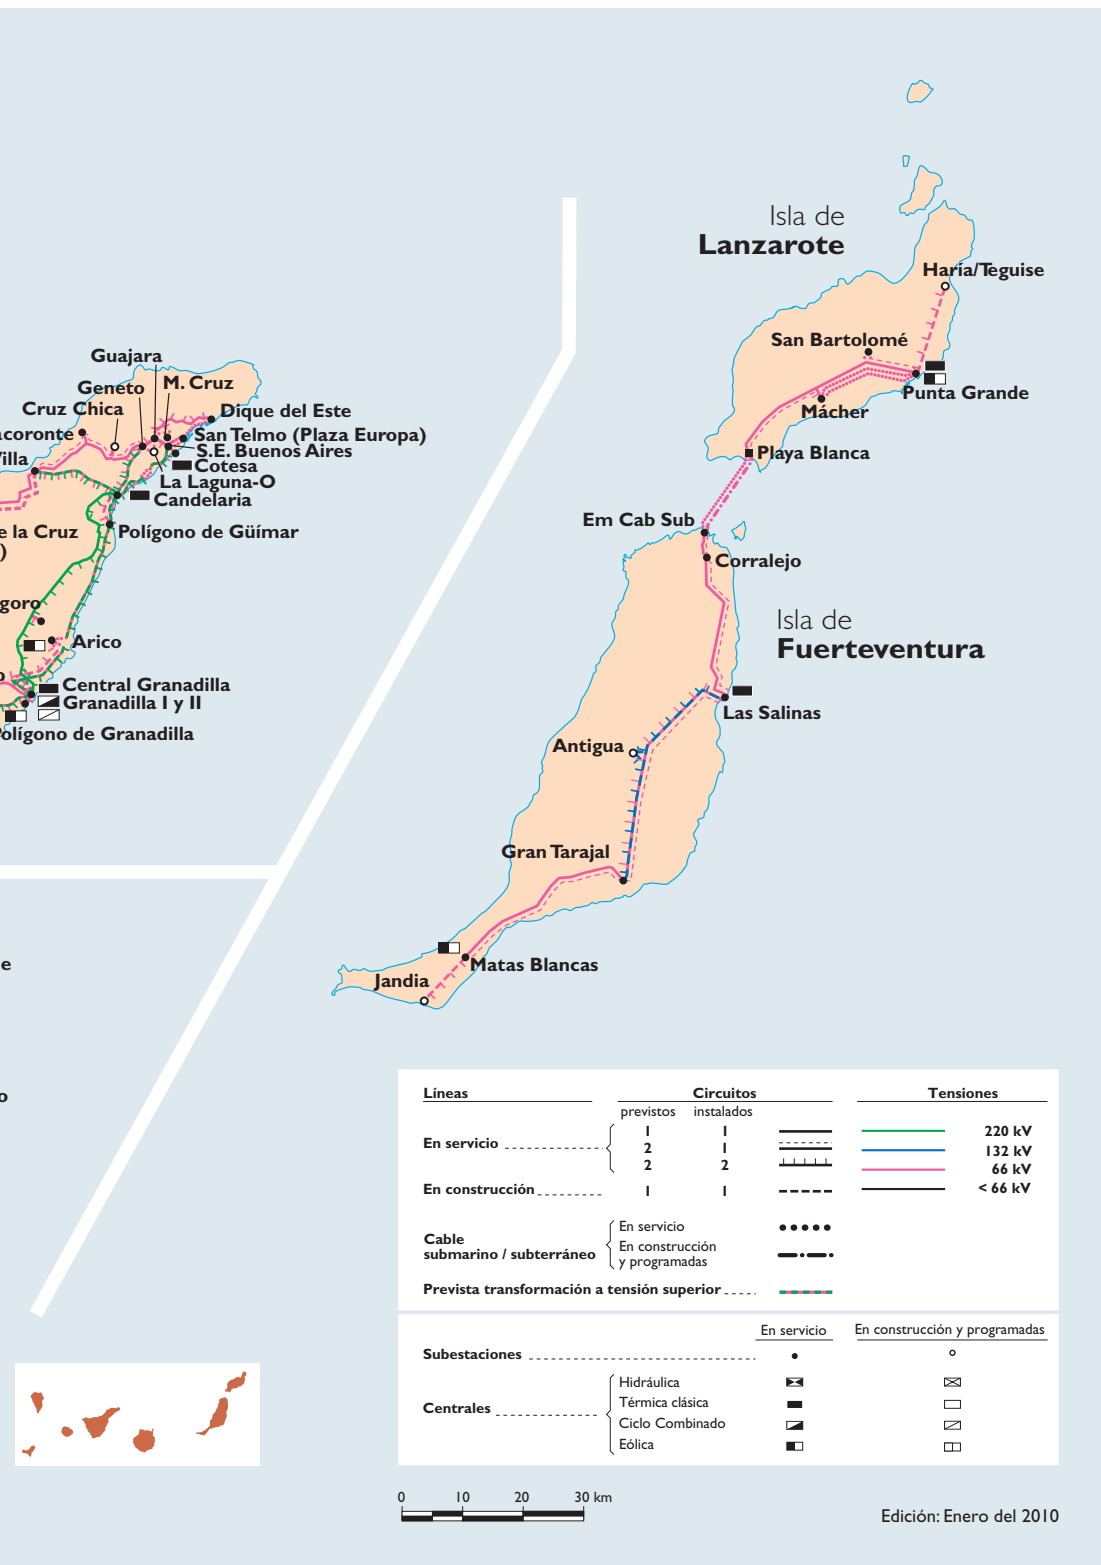 Isla de
Lanzarote
Haría/Teguise
San Bartolomé
Punta Grande
Mácher
Playa Blanca
Guajara
Geneto
M. Cruz
Cruz Chica
Dique del Este
acoronte
San Telmo (Plaza Europa)
S.E. Buenos Aires
Villa
Cotesa
La Laguna-O
Candelaria
e la Cruz
)
Polígono de Güímar
goro
Arico
o
Central Granadilla
Granadilla I y II
olígono de Granadilla
Em Cab Sub
Corralejo
Isla de
Fuerteventura
Las Salinas
Antigua
Gran Tarajal
Matas Blancas
Jandia
e
o
Líneas
Circuitos
Tensiones
previstos instalados
En servicio
1 1
2 1
2 2
220 kV
132 kV
66 kV
< 66 kV
En construcción
1 1
Cable
submarino / subterráneo
En servicio
En construcción
y programadas
Prevista transformación a tensión superior
En servicio
En construcción y programadas
Subestaciones
Centrales
Hidráulica
Térmica clásica
Ciclo Combinado
Eólica
0 10 20 30 km
Edición: Enero del 2010